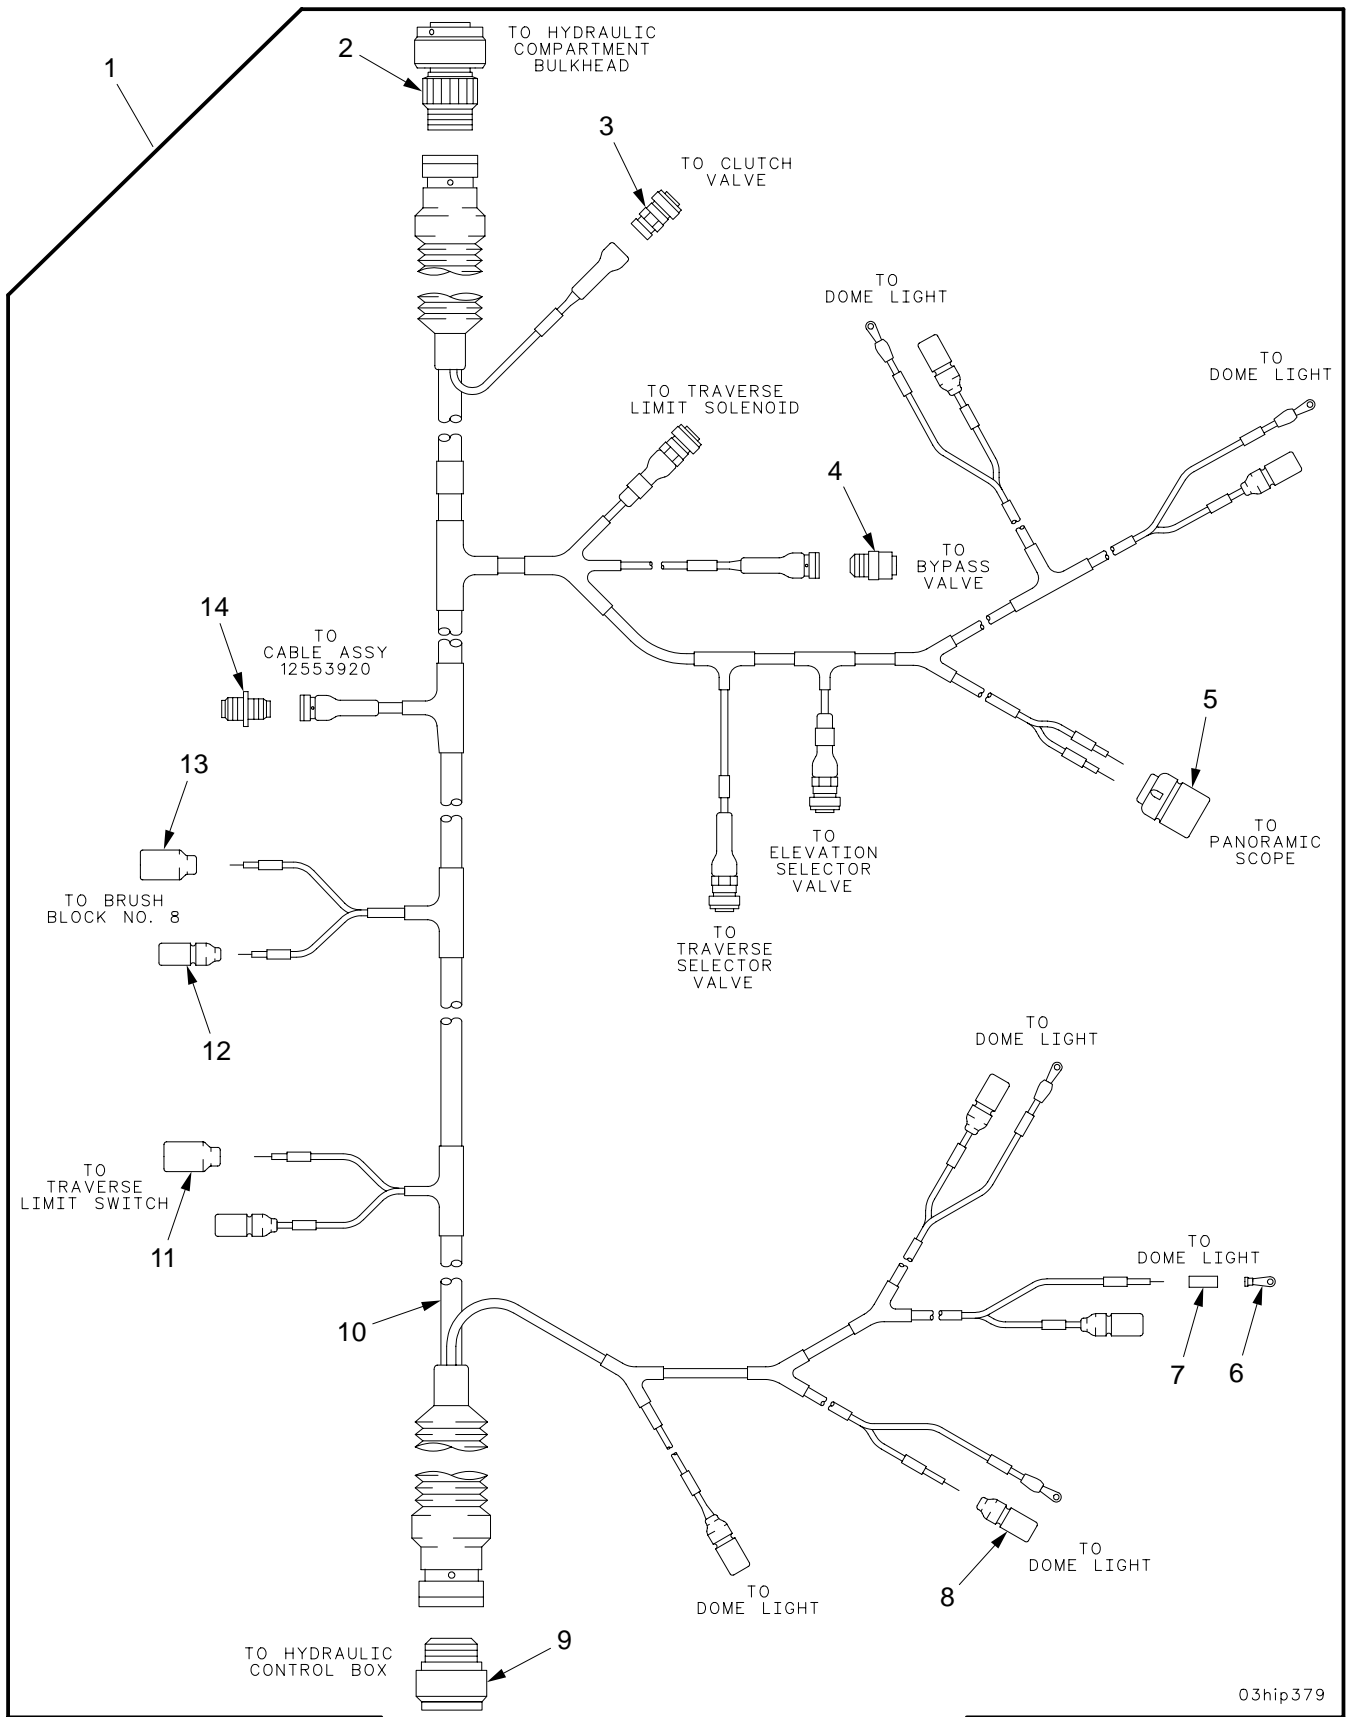 TO HYDRAULIC
COMPARTMENT
BULKHEAD
2
1
3
TO CLUTCH
VALVE
TO
DOME LIGHT
TO
DOME LIGHT
TO TRAVERSE
LIMIT SOLENOID
4
TO
BYPASS
VALVE
14
TO
CABLE ASSY
12553920
5
13
TO
PANORAMIC
SCOPE
TO
ELEVATION
SELECTOR
VALVE
TO BRUSH
BLOCK NO. 8
TO
TRAVERSE
SELECTOR
VALVE
12
TO
DOME LIGHT
TO
TRAVERSE
LIMIT SWITCH
11
TO
DOME LIGHT
10
7
6
TO
DOME LIGHT
8
TO
DOME LIGHT
TO HYDRAULIC
CONTROL BOX
9
03hip379